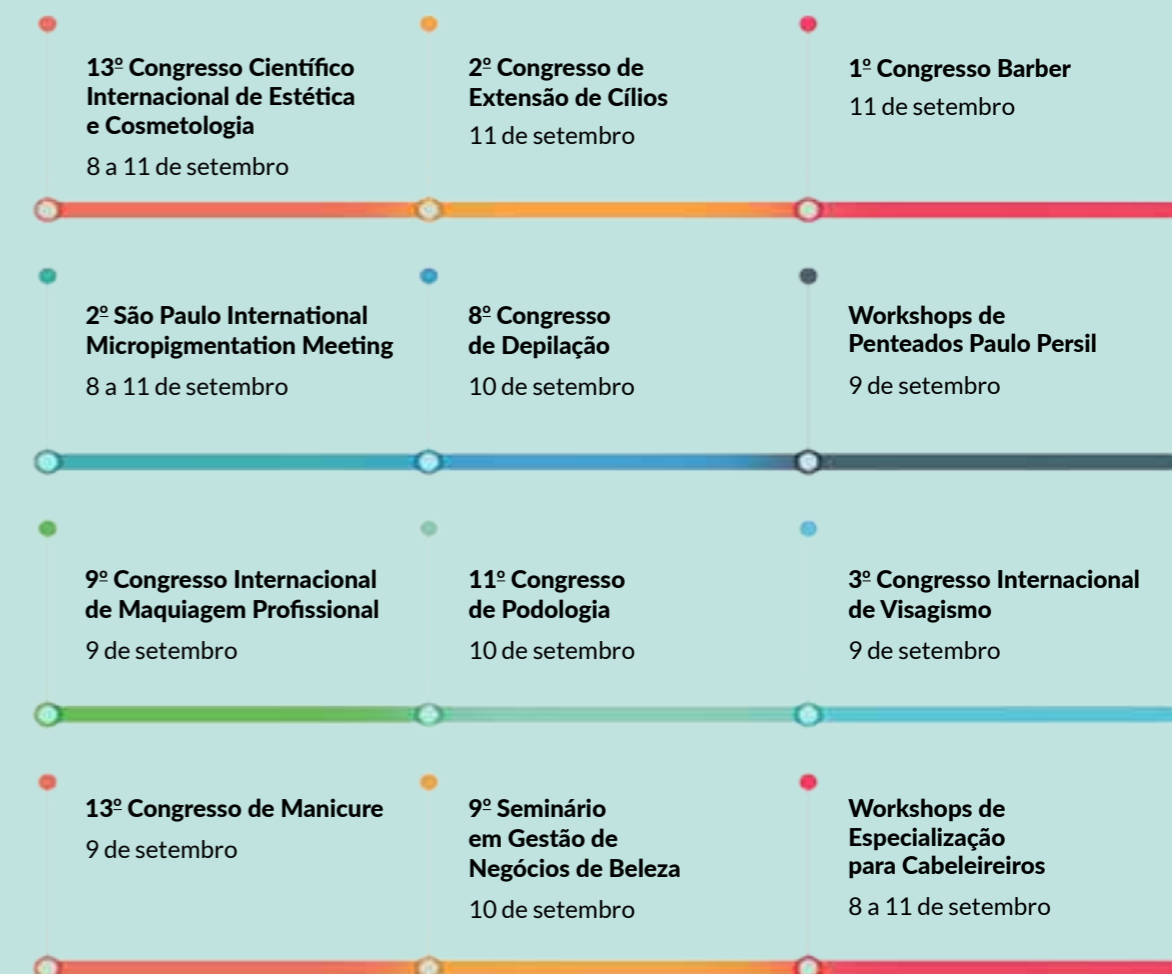 13º Congresso Científico
Internacional de Estética
e Cosmetologia
8 a 11 de setembro
2º Congresso de
Extensão de Cílios
11 de setembro
1º Congresso Barber
11 de setembro
2º São Paulo International
Micropigmentation Meeting
8 a 11 de setembro
8º Congresso
de Depilação
10 de setembro
Workshops de
Penteados Paulo Persil
9 de setembro
9º Congresso Internacional
de Maquiagem Profissional
9 de setembro
11º Congresso
de Podologia
10 de setembro
3º Congresso Internacional
de Visagismo
9 de setembro
13º Congresso de Manicure
9 de setembro
9º Seminário
em Gestão de
Negócios de Beleza
10 de setembro
Workshops de
Especialização
para Cabeleireiros
8 a 11 de setembro